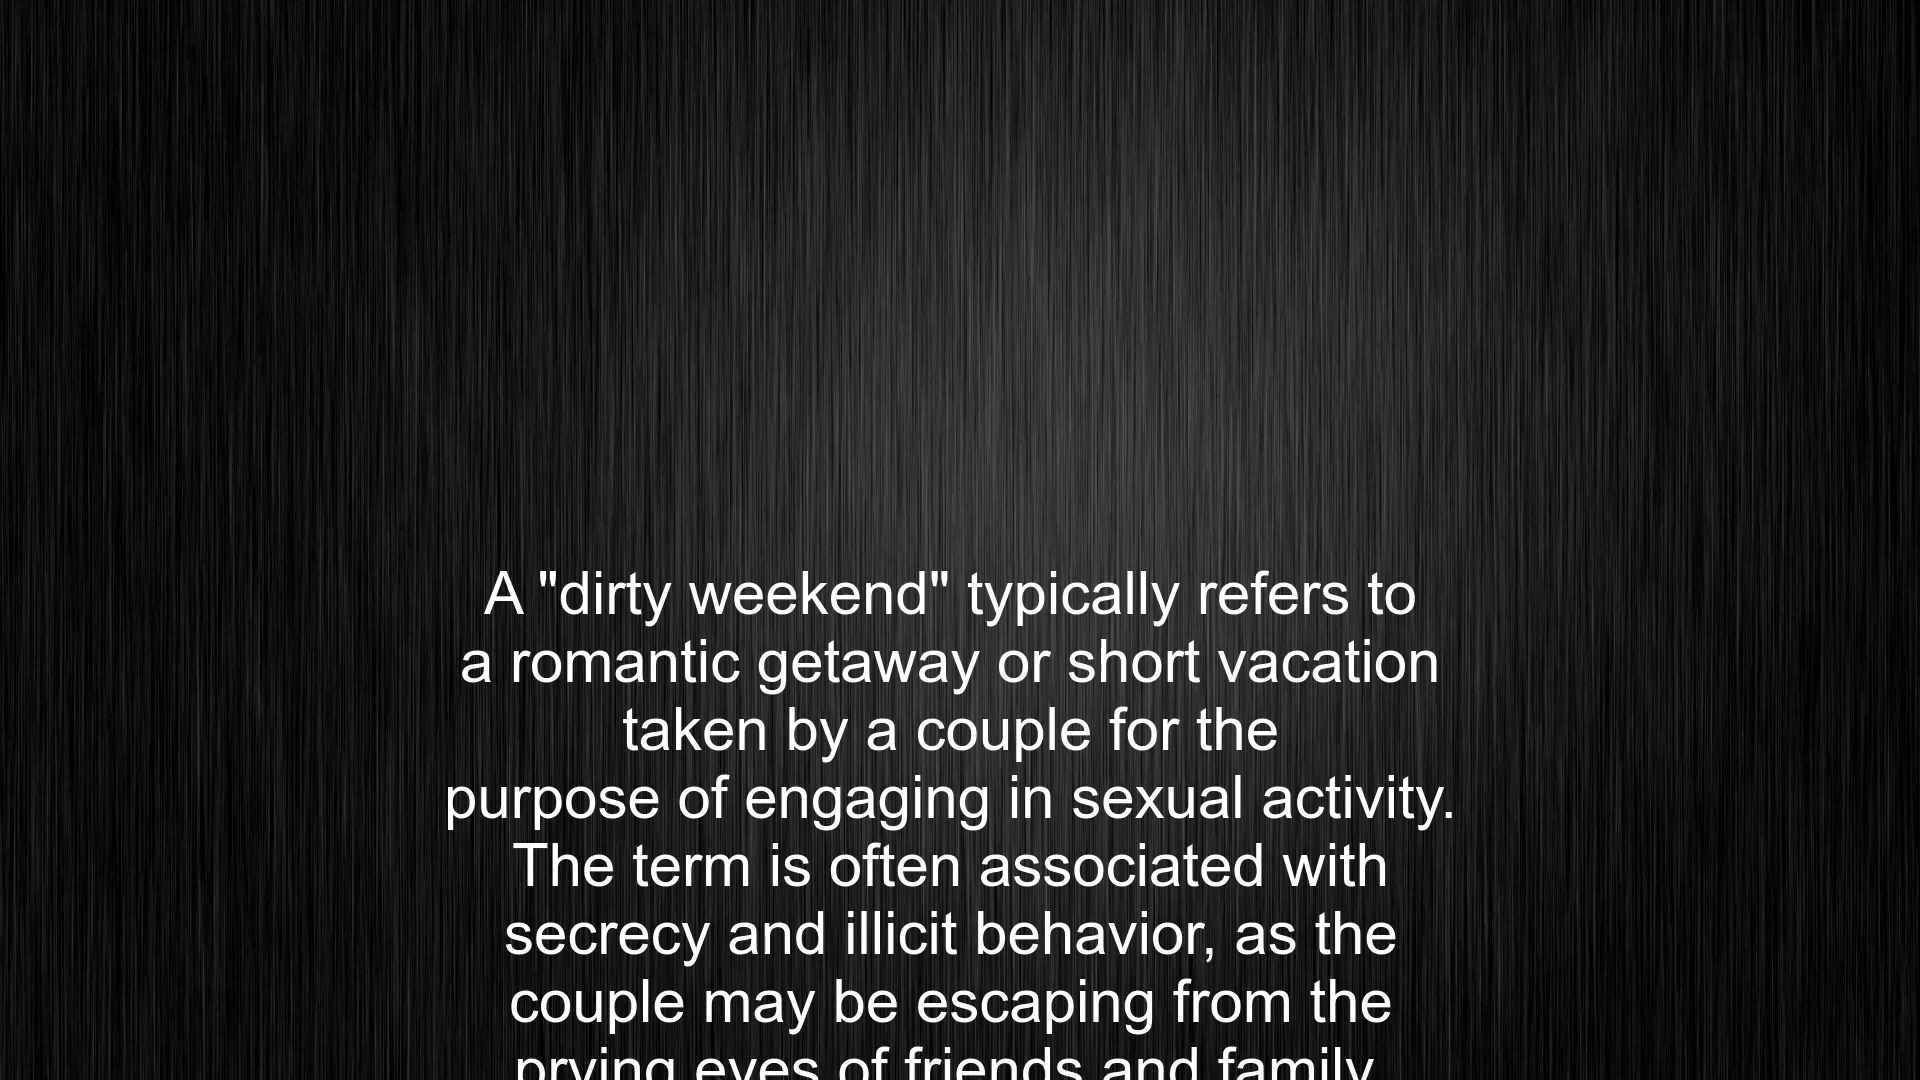 A "dirty weekend" typically refers to
a romantic getaway or short vacation
taken by a couple for the
purpose of engaging in sexual activity.
The term is often associated with
secrecy and illicit behavior, as the
couple may be escaping from the
prying eyes of friends and family